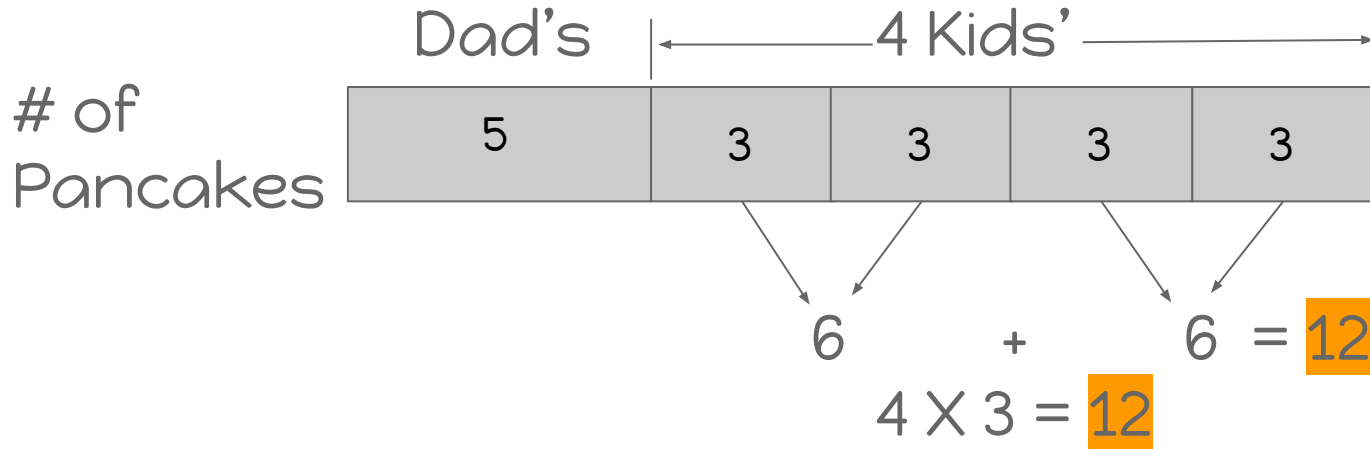 Dad's 4 Kids'
# of
Pancakes
5 3 3 3 3
6 + 6 = 12
4 X 3 = 12